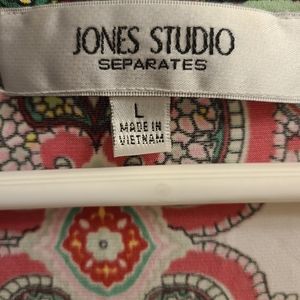 JONES STUDIO
SEPARATES
L
MADE IN
VIETNAM